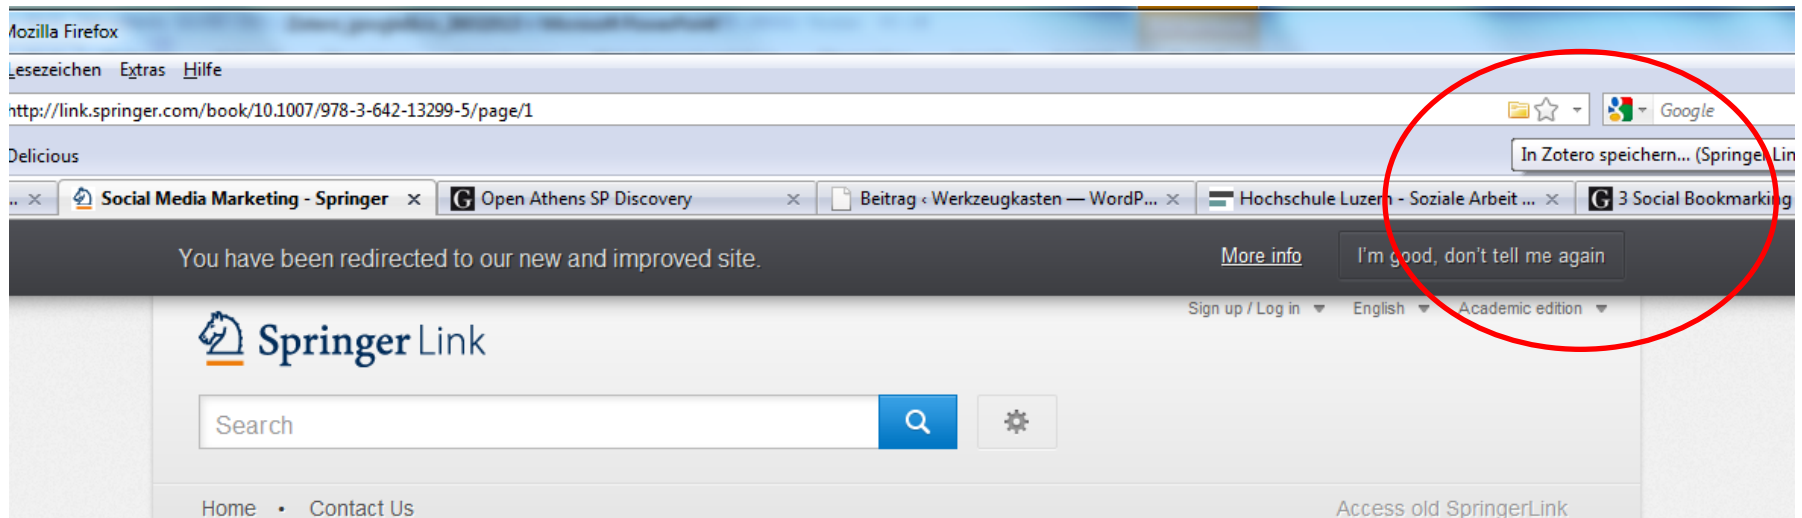 Mozilla Firefox
Lesezeichen Extras Hilfe
http://link.springer.com/book/10.1007/978-3-642-13299-5/page/1
Google
Delicious
In Zotero speichern... (Springer Lin
... Social Media Marketing - Springer
Open Athens SP Discovery
Beitrag ‹ Werkzeugkasten — WordP...
Hochschule Luzern - Soziale Arbeit ...
3 Social Bookmarking
You have been redirected to our new and improved site.
More info
I'm good, don't tell me again
Sign up / Log in
English
Academic edition
Springer Link
Search
Home • Contact Us
Access old SpringerLink